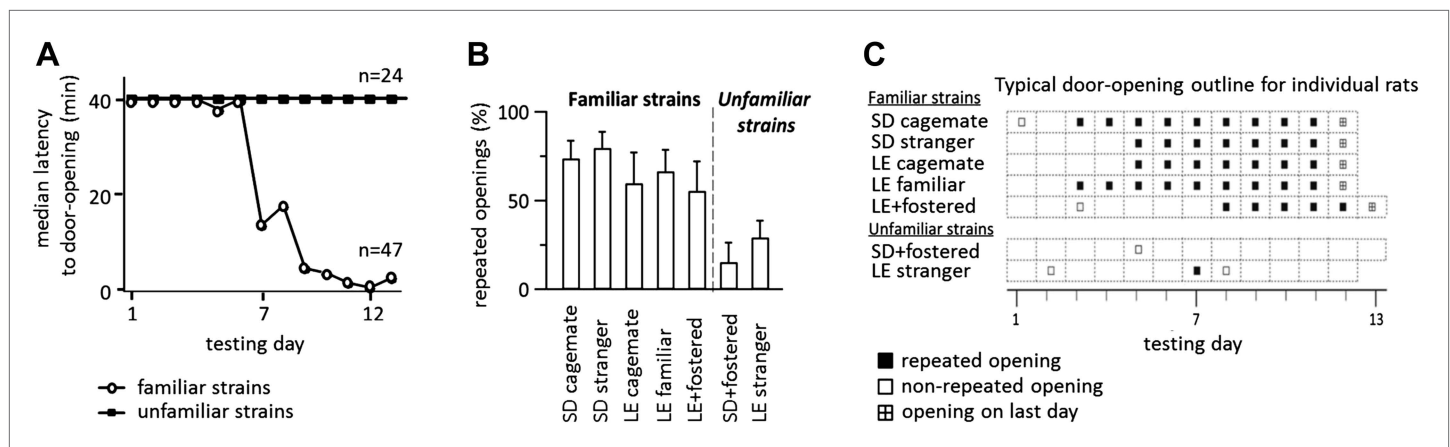 A
n=24
40
20
0
n=47
median latency
to door-opening (min)
1 7 12
testing day
familiar strains
unfamiliar strains
B
Familiar strains
Unfamiliar
strains
100
50
0
repeated openings (%)
SD cagemate
SD stranger
LE cagemate
LE familiar
LE+fostered
SD+fostered
LE stranger
C
Typical door-opening outline for individual rats
Familiar strains
SD cagemate
SD stranger
LE cagemate
LE familiar
LE+fostered
Unfamiliar strains
SD+fostered
LE stranger
1 7 13
testing day
repeated opening
non-repeated opening
opening on last day